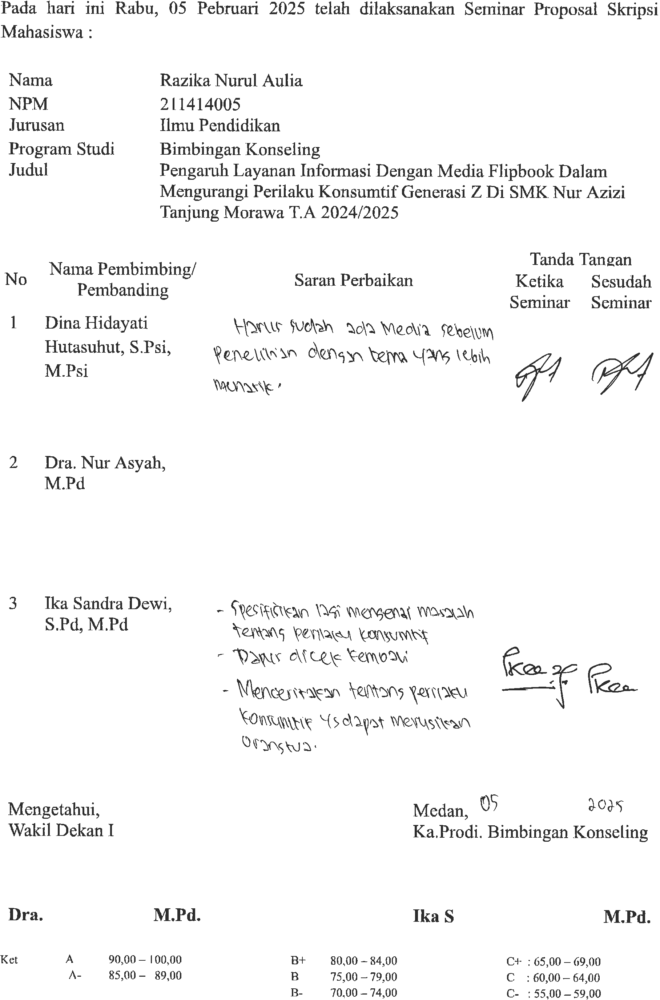 Pada hari ini Rabu, 05 Pebruari 2025 telah dilaksanakan Seminar Proposal Skripsi
Mahasiswa :
Nama Razika Nurul Aulia
NPM 211414005
Jurusan Ilmu Pendidikan
Program Studi Bimbingan Konseling
Judul Pengaruh Layanan Informasi Dengan Media Flipbook Dalam
Mengurangi Perilaku Konsumtif Generasi Z Di SMK Nur Azizi
Tanjung Morawa T.A 2024/2025
No Nama Pembimbing/ Pembanding Saran Perbaikan Tanda Tangan
Ketika Seminar Sesudah Seminar
1 Dina Hidayati Harus sudah ada Media sebelum
Hutasuhut, S.Psi, Penelitian dengan tema yang lebih
M.Psi menarik.
2 Dra. Nur Asyah,
M.Pd
3 Ika Sandra Dewi, - Spesifikkan lagi mengenai masalah
S.Pd, M.Pd tentang perilaku konsumtif
- Dapus dicek kembali
- Menceritakan tentang perilaku
konsumtif yg dapat merugikan
orangtua.
Mengetahui, Medan, 05 2025
Wakil Dekan I Ka.Prodi. Bimbingan Konseling
Dra. M.Pd. Ika S M.Pd.
Ket A 90,00 – 100,00 B+ 80,00 – 84,00 C+ : 65,00 – 69,00
A- 85,00 – 89,00 B 75,00 – 79,00 C : 60,00 – 64,00
B- 70,00 – 74,00 C- : 55,00 – 59,00